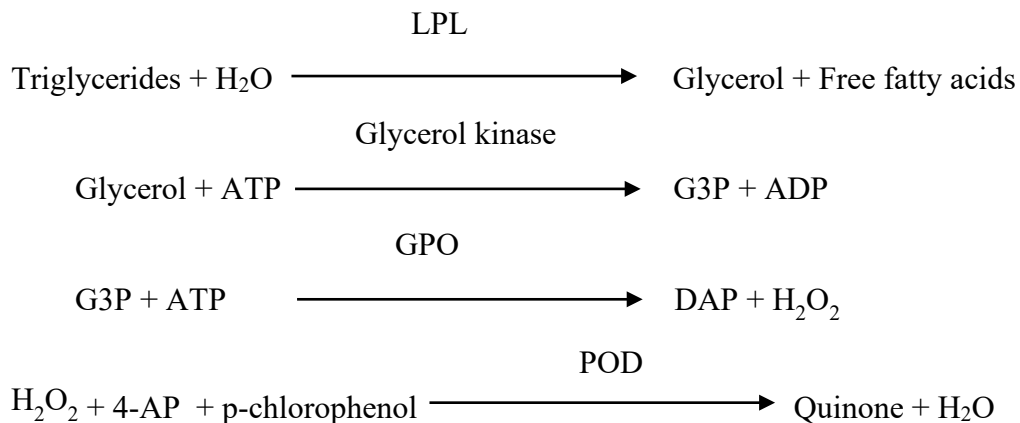 LPL
Triglycerides + H₂O Glycerol + Free fatty acids
Glycerol kinase
Glycerol + ATP G3P + ADP
GPO
G3P + ATP DAP + H₂O₂
POD
H₂O₂ + 4-AP + p-chlorophenol Quinone + H₂O